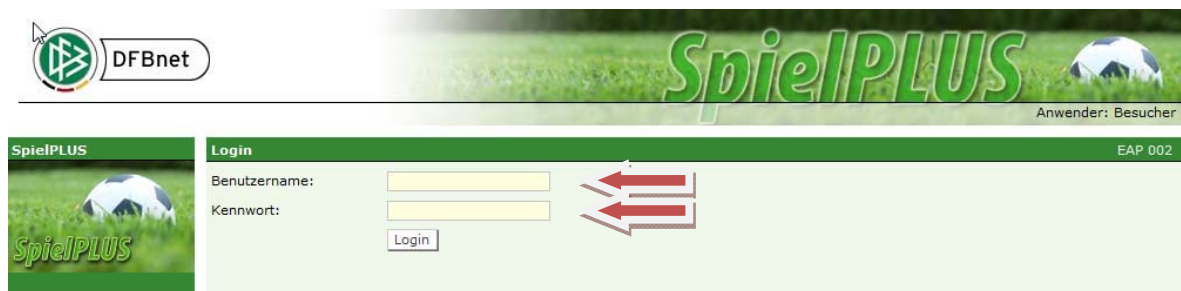 DFBnet
SpielPLUS
Anwender: Besucher
SpielPLUS
Login EAP 002
Benutzername:
Kennwort:
Login
SpielPLUS